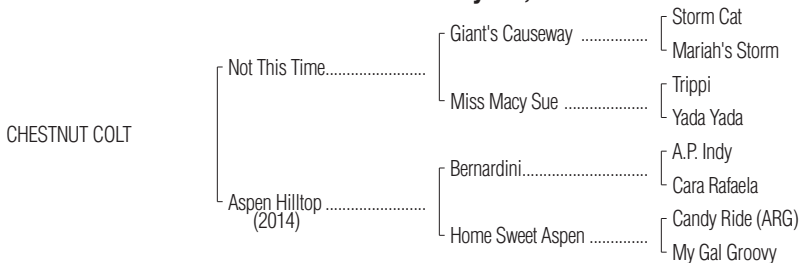 Storm Cat
Giant's Causeway ................
Mariah's Storm
Not This Time........................
Trippi
Miss Macy Sue ....................
Yada Yada
CHESTNUT COLT
A.P. Indy
Bernardini..............................
Cara Rafaela
Aspen Hilltop ........................
(2014)
Candy Ride (ARG)
Home Sweet Aspen ..............
My Gal Groovy